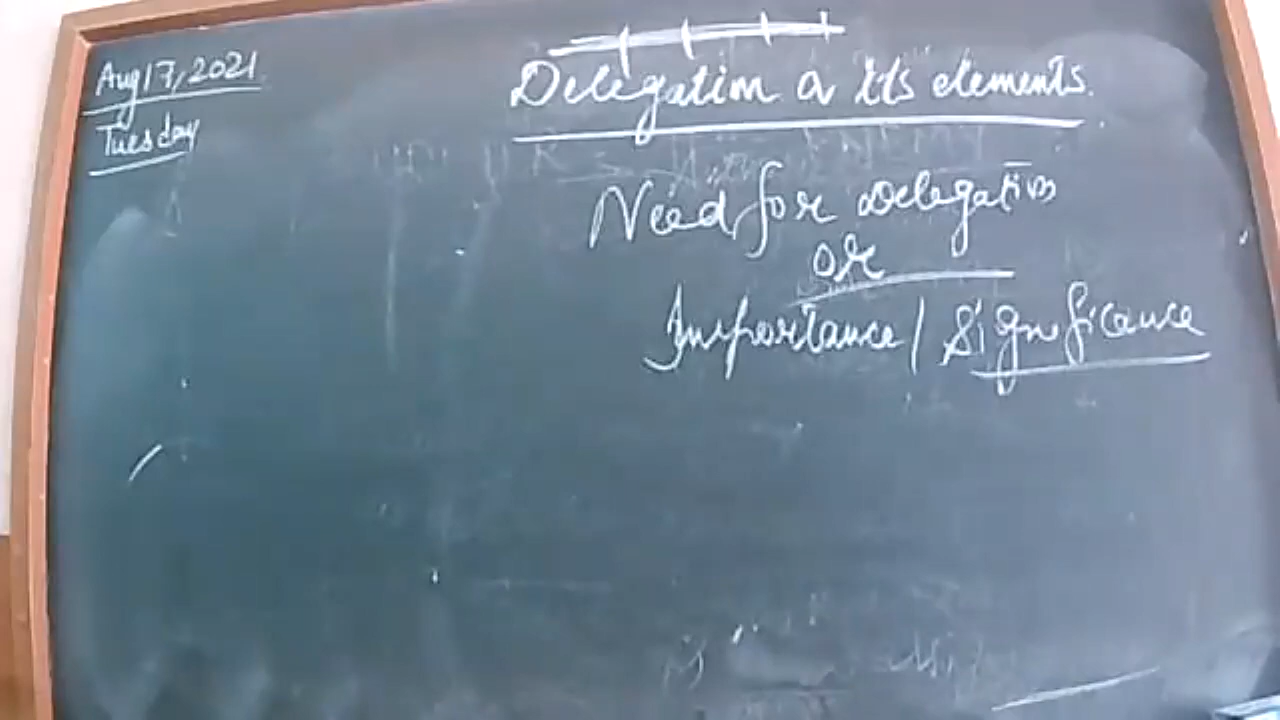 Aug 17, 2021
Tuesday
Delegation & its elements.
Need for Delegation
or
Importance / Significance